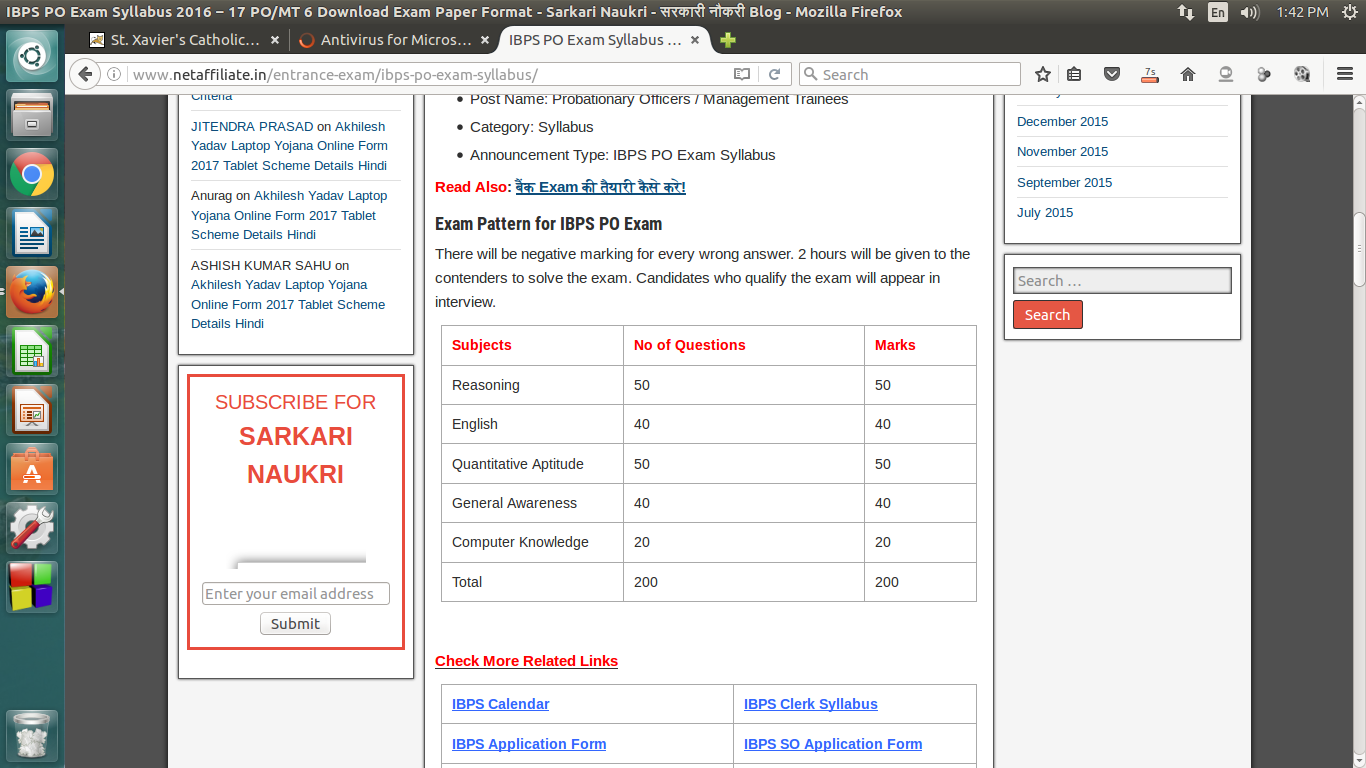 IBPS PO Exam Syllabus 2016 – 17 PO/MT 6 Download Exam Paper Format - Sarkari Naukri - सरकारी नौकरी Blog - Mozilla Firefox
En
1:42 PM
St. Xavier's Catholic...
Antivirus for Micros...
IBPS PO Exam Syllabus ...
www.netaffiliate.in/entrance-exam/ibps-po-exam-syllabus/
Search
7s
Criteria
JITENDRA PRASAD on Akhilesh
Yadav Laptop Yojana Online Form
2017 Tablet Scheme Details Hindi
Anurag on Akhilesh Yadav Laptop
Yojana Online Form 2017 Tablet
Scheme Details Hindi
ASHISH KUMAR SAHU on
Akhilesh Yadav Laptop Yojana
Online Form 2017 Tablet Scheme
Details Hindi
SUBSCRIBE FOR
SARKARI
NAUKRI
Enter your email address
Submit
• Post Name: Probationary Officers / Management Trainees
• Category: Syllabus
• Announcement Type: IBPS PO Exam Syllabus
Read Also: बैंक Exam की तैयारी कैसे करे!
Exam Pattern for IBPS PO Exam
There will be negative marking for every wrong answer. 2 hours will be given to the
contenders to solve the exam. Candidates who qualify the exam will appear in
interview.
Subjects No of Questions Marks
Reasoning 50 50
English 40 40
Quantitative Aptitude 50 50
General Awareness 40 40
Computer Knowledge 20 20
Total 200 200
Check More Related Links
IBPS Calendar IBPS Clerk Syllabus
IBPS Application Form IBPS SO Application Form
December 2015
November 2015
September 2015
July 2015
Search …
Search